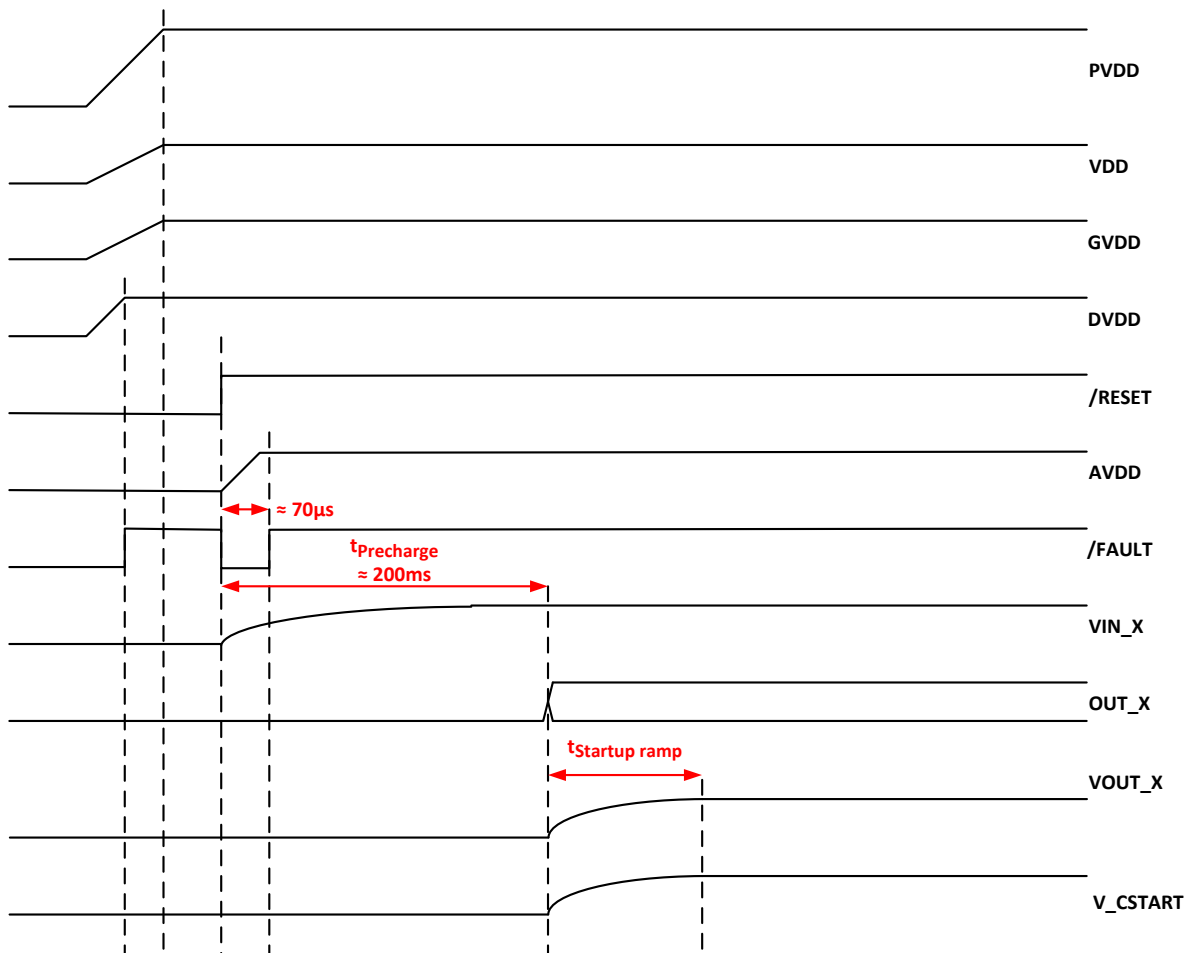 PVDD
VDD
GVDD
DVDD
/RESET
AVDD
≈ 70µs
/FAULT
tPrecharge
≈ 200ms
VIN_X
OUT_X
tStartup ramp
VOUT_X
V_CSTART